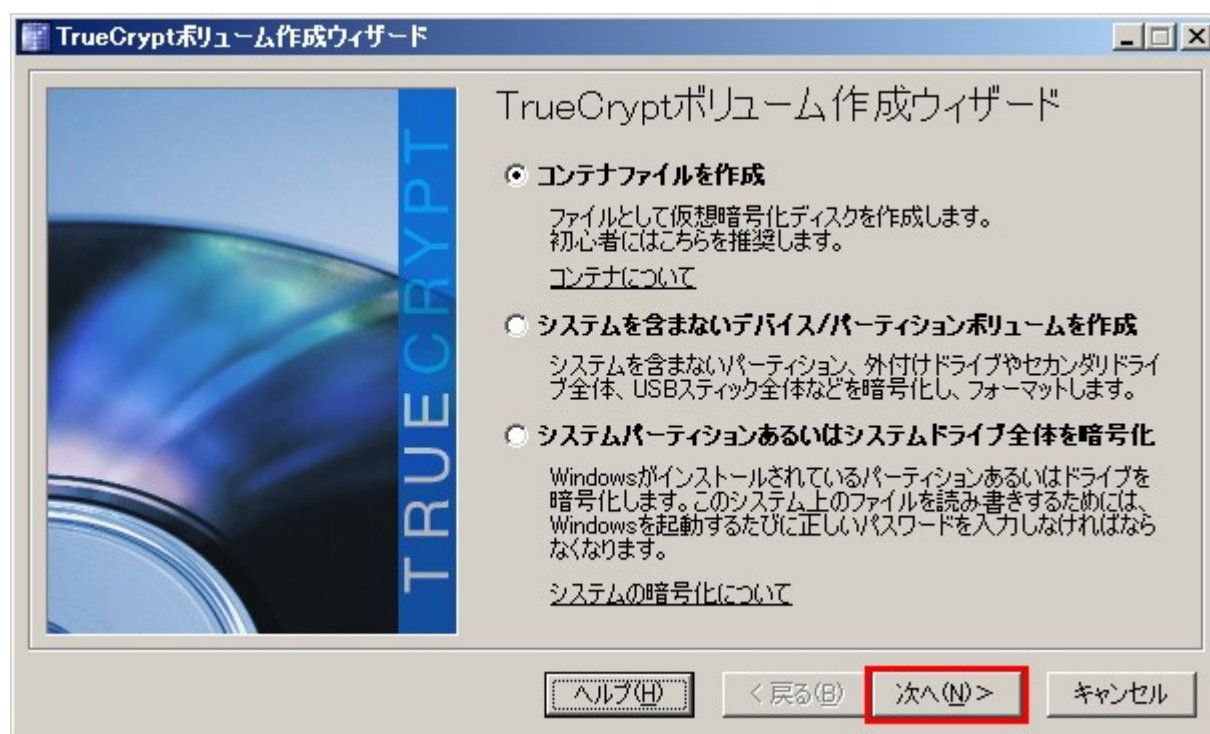 TrueCryptボリューム作成ウィザード
TRUECRYPT
TrueCryptボリューム作成ウィザード
コンテナファイルを作成
ファイルとして仮想暗号化ディスクを作成します。
初心者にはこちらを推奨します。
コンテナについて
システムを含まないデバイス/パーティションボリュームを作成
システムを含まないパーティション、外付けドライブやセカンダリドライ
ブ全体、USBスティック全体などを暗号化し、フォーマットします。
システムパーティションあるいはシステムドライブ全体を暗号化
Windowsがインストールされているパーティションあるいはドライブを
暗号化します。このシステム上のファイルを読み書きするためには、
Windowsを起動するたびに正しいパスワードを入力しなければなら
なくなります。
システムの暗号化について
ヘルプ(H) < 戻る(B) 次へ(N) > キャンセル